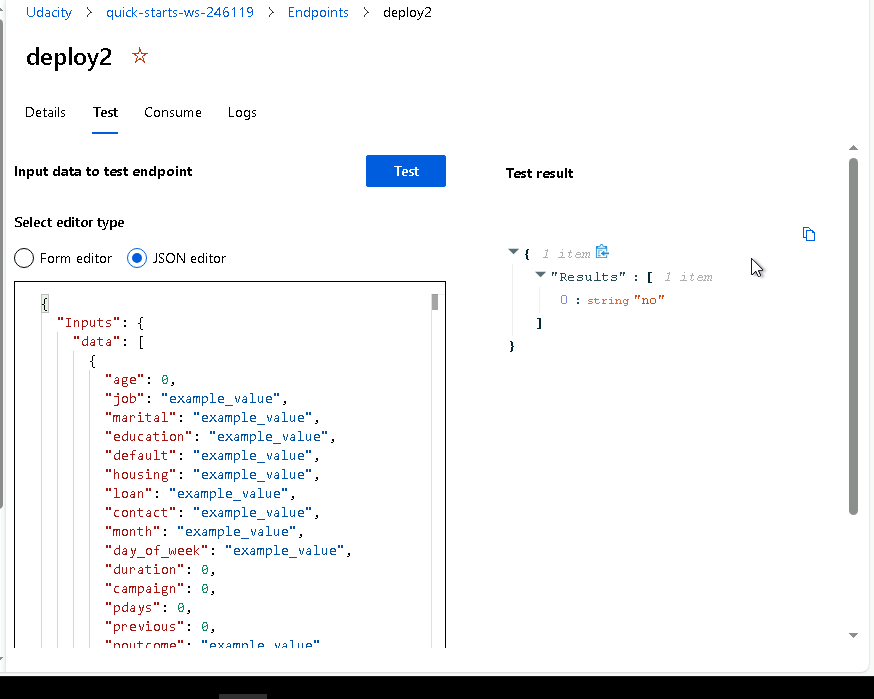 Udacity > quick-starts-ws-246119 > Endpoints > deploy2
deploy2
Details Test Consume Logs
Input data to test endpoint
Test
Test result
Select editor type
Form editor JSON editor
{
"Inputs": {
"data": [
{
"age": 0,
"job": "example_value",
"marital": "example_value",
"education": "example_value",
"default": "example_value",
"housing": "example_value",
"loan": "example_value",
"contact": "example_value",
"month": "example_value",
"day_of_week": "example_value",
"duration": 0,
"campaign": 0,
"pdays": 0,
"previous": 0,
"poutcome": "example_value"
{ 1 item
"Results" : [ 1 item
0 : string "no"
]
}